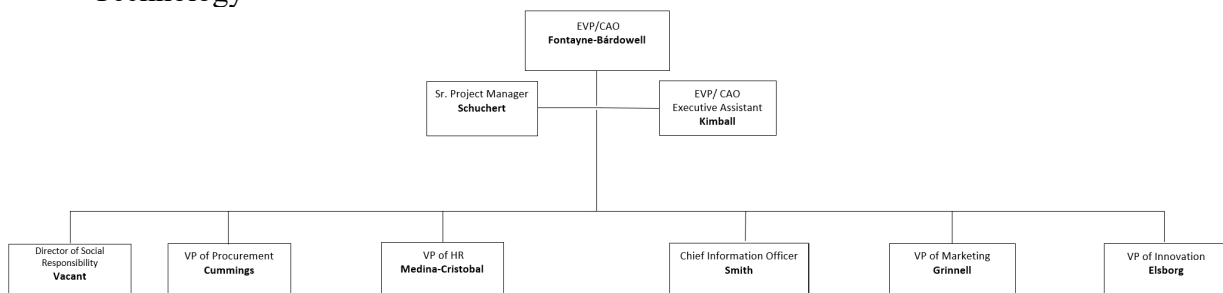 Technology
EVP/CAO
Fontayne-Bárdowell
Sr. Project Manager
Schuchert
EVP/ CAO
Executive Assistant
Kimball
Director of Social
Responsibility
Vacant
VP of Procurement
Cummings
VP of HR
Medina-Cristobal
Chief Information Officer
Smith
VP of Marketing
Grinnell
VP of Innovation
Elsborg